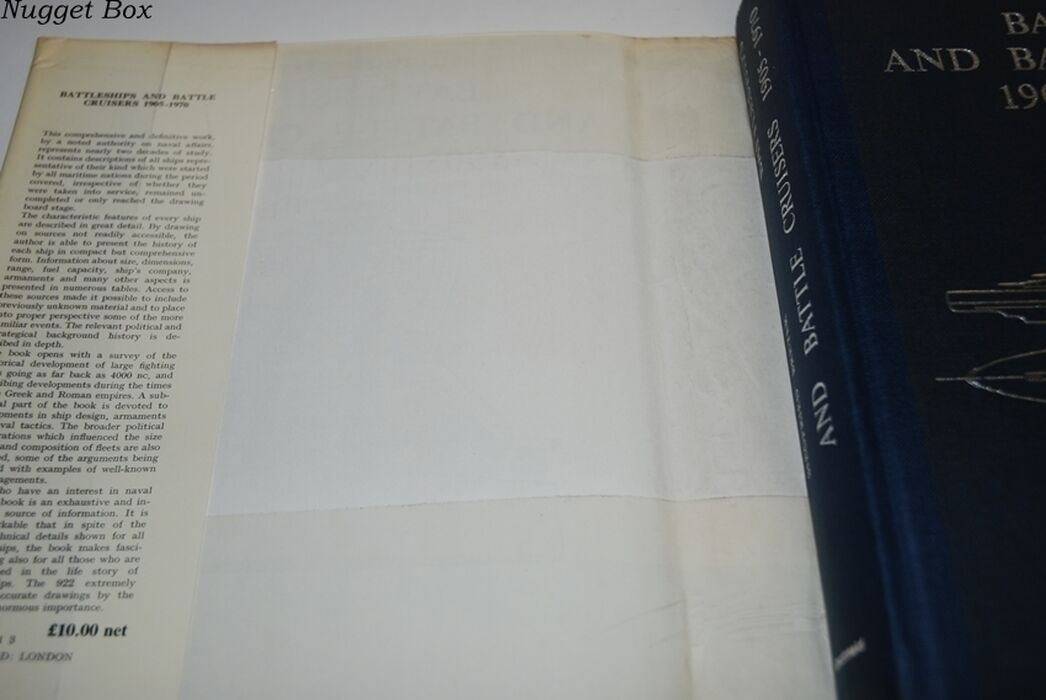 Nugget Box
BATTLESHIPS AND BATTLE
CRUISERS 1905-1970
This comprehensive and definitive work,
by a noted authority on naval affairs,
represents nearly two decades of study.
It contains descriptions of all ships repre-
sentative of their kind which were started
by all maritime nations during the period
covered, irrespective of whether they
were taken into service, remained un-
completed or only reached the drawing
board stage.
The characteristic features of every ship
are described in great detail. By drawing
on sources not readily accessible, the
author is able to present the history of
each ship in compact but comprehensive
form. Information about size, dimensions,
range, fuel capacity, ship's company,
armaments and many other aspects is
presented in numerous tables. Access to
these sources made it possible to include
previously unknown material and to place
nto proper perspective some of the more
miliar events. The relevant political and
rategical background history is de-
ibed in depth.
book opens with a survey of the
orical development of large fighting
going as far back as 4000 BC, and
ibing developments during the times
Greek and Roman empires. A sub-
al part of the book is devoted to
pments in ship design, armaments
val tactics. The broader political
rations which influenced the size
and composition of fleets are also
d, some of the arguments being
d with examples of well-known
agements.
ho have an interest in naval
book is an exhaustive and in-
source of information. It is
kable that in spite of the
hnical details shown for all
ips, the book makes fasci-
g also for all those who are
ed in the life story of
ps. The 922 extremely
ccurate drawings by the
normous importance.
£10.00 net
1 3
D: LONDON
AND BATTLE CRUISERS 1905-1970
BA
AND BA
190